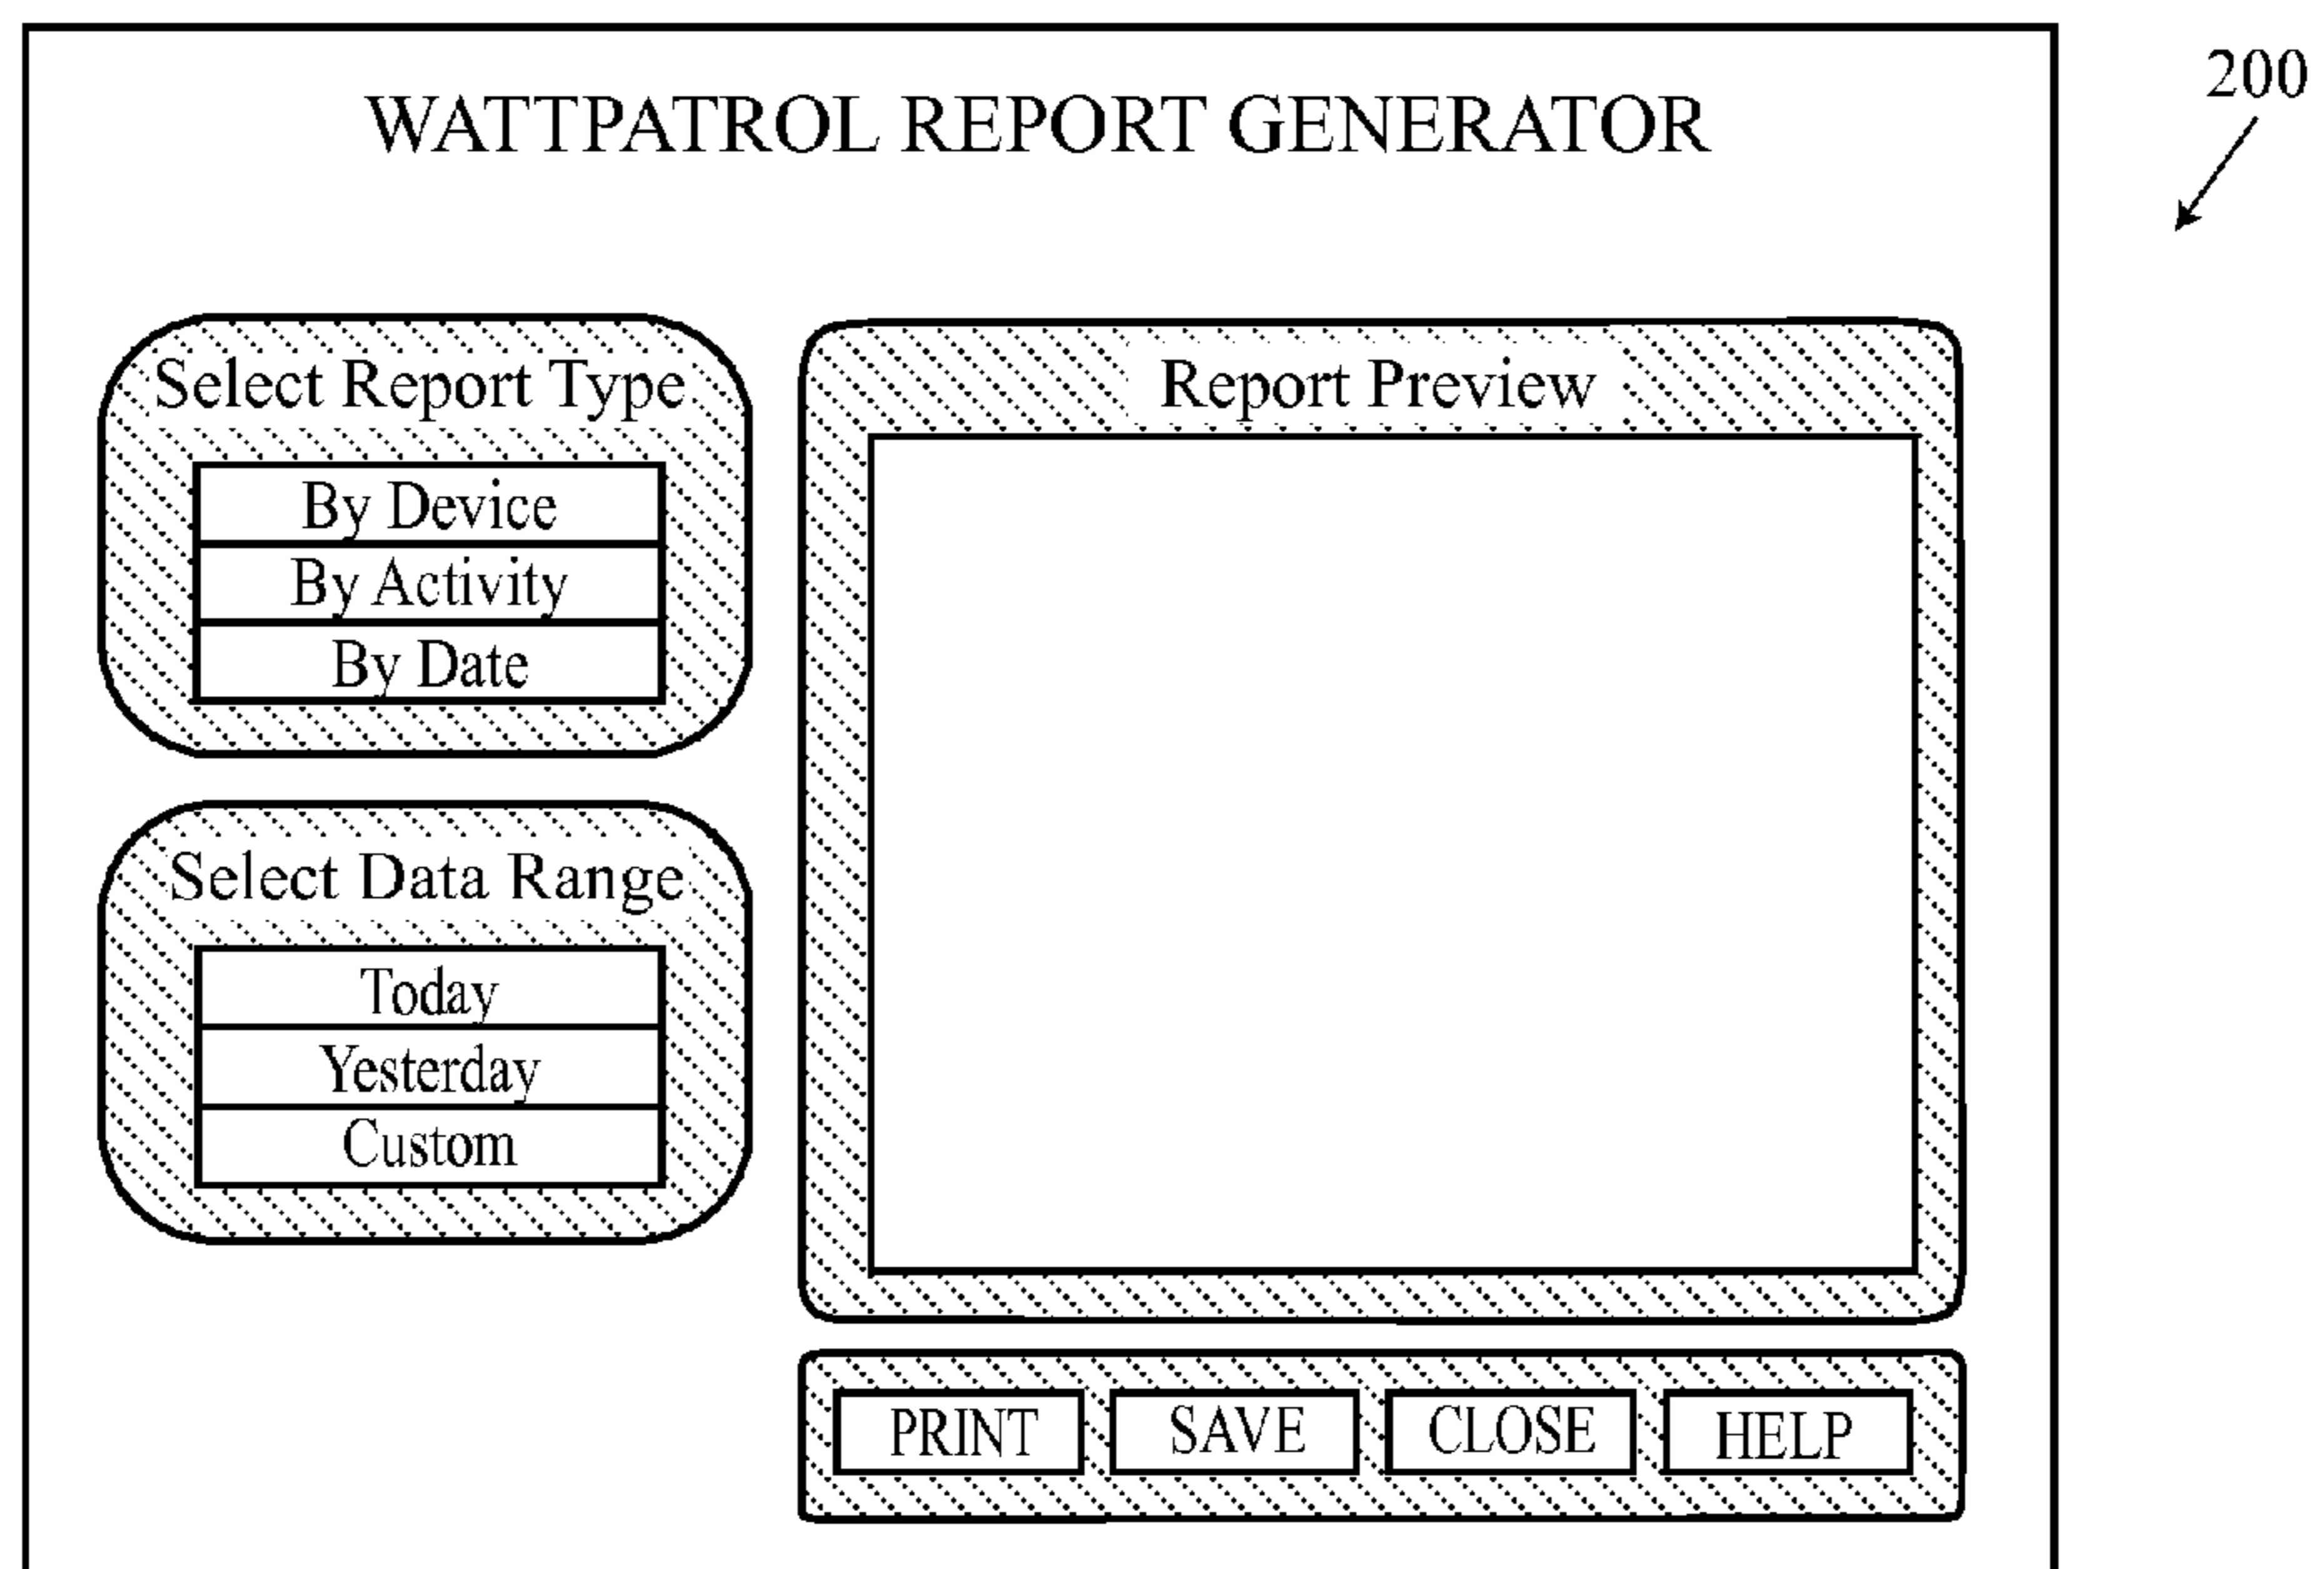 200
WATTPATROL REPORT GENERATOR
Select Report Type
By Device
By Activity
By Date
Select Data Range
Today
Yesterday
Custom
Report Preview
PRINT
SAVE
CLOSE
HELP